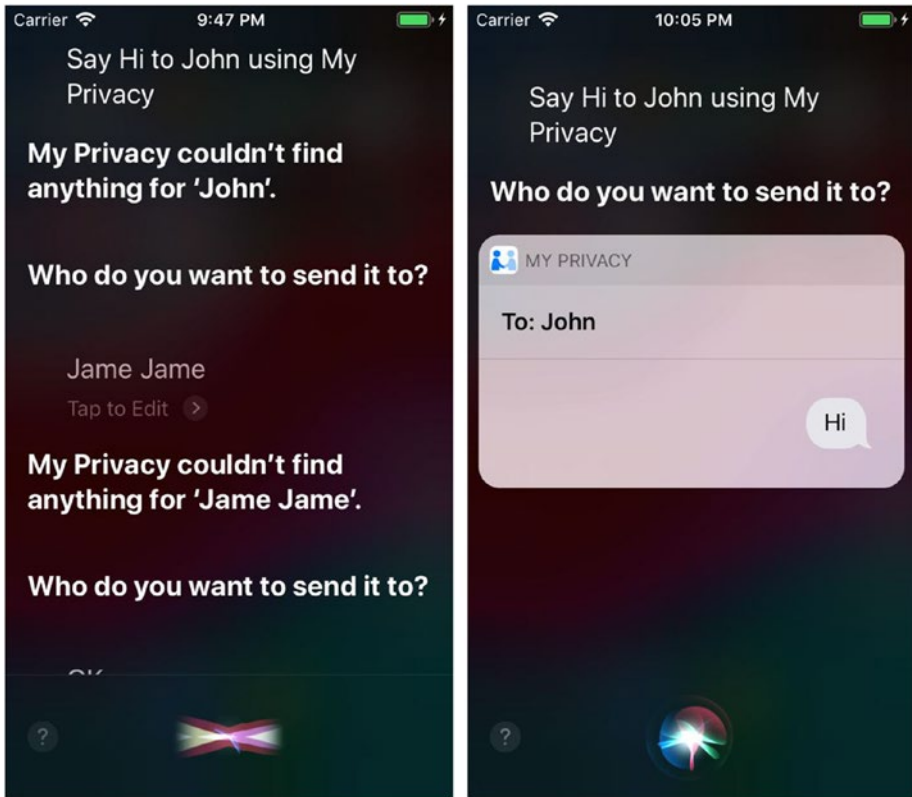 Carrier 9:47 PM
Say Hi to John using My
Privacy
My Privacy couldn’t find
anything for ‘John’.
Who do you want to send it to?
Jame Jame
Tap to Edit >
My Privacy couldn’t find
anything for ‘Jame Jame’.
Who do you want to send it to?
?
Carrier 10:05 PM
Say Hi to John using My
Privacy
Who do you want to send it to?
MY PRIVACY
To: John
Hi
?